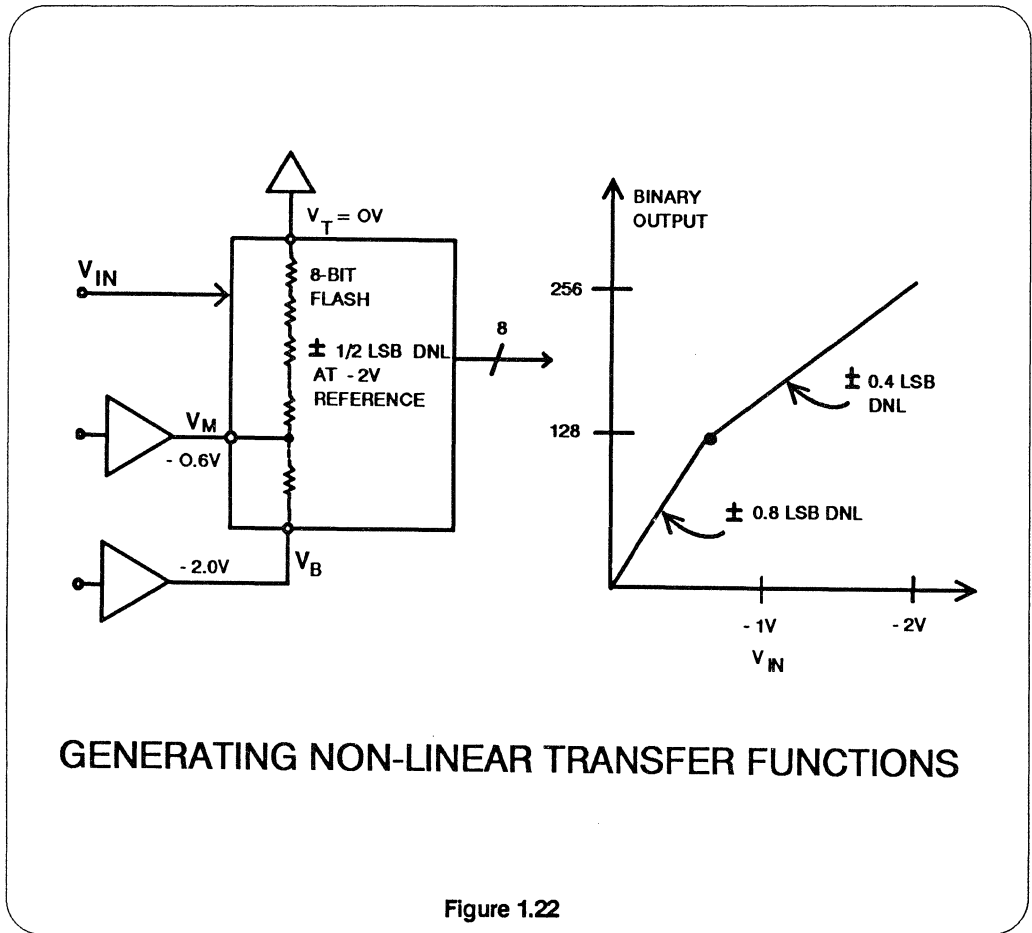 V_T = 0V
V_IN
8-BIT
FLASH
± 1/2 LSB DNL
AT -2V
REFERENCE
8
V_M
- 0.6V
- 2.0V
V_B
BINARY
OUTPUT
256
128
± 0.4 LSB
DNL
± 0.8 LSB DNL
- 1V
- 2V
V_IN
GENERATING NON-LINEAR TRANSFER FUNCTIONS
Figure 1.22